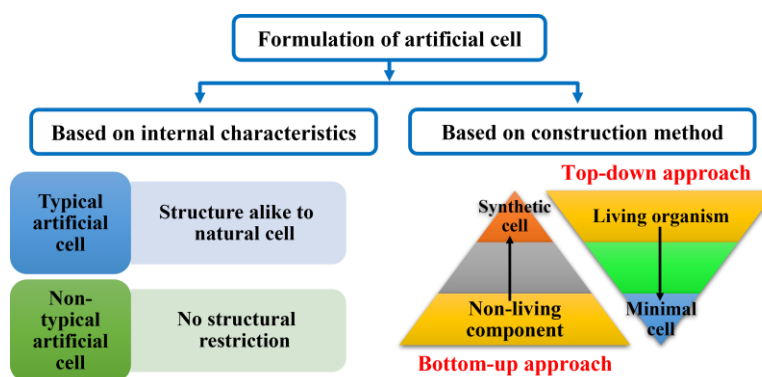 Formulation of artificial cell
Based on internal characteristics
Based on construction method
Typical
artificial
cell
Structure alike to
natural cell
Non-
typical
artificial
cell
No structural
restriction
Top-down approach
Synthetic
cell
Living organism
Non-living
component
Minimal
cell
Bottom-up approach